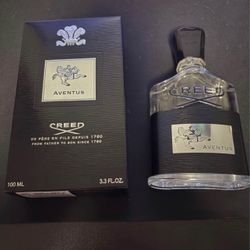 AVENTUS
CREED
DE PÈRE EN FILS DEPUIS 1760
FROM FATHER TO SON SINCE 1760
100 ML 3.3 FL.OZ.
CREED
AVENTUS